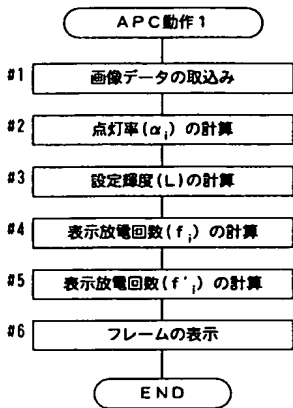 APC動作1
#1 画像データの取込み
#2 点灯率(αi)の計算
#3 設定輝度(L)の計算
#4 表示放電回数(fi)の計算
#5 表示放電回数(f'i)の計算
#6 フレームの表示
END